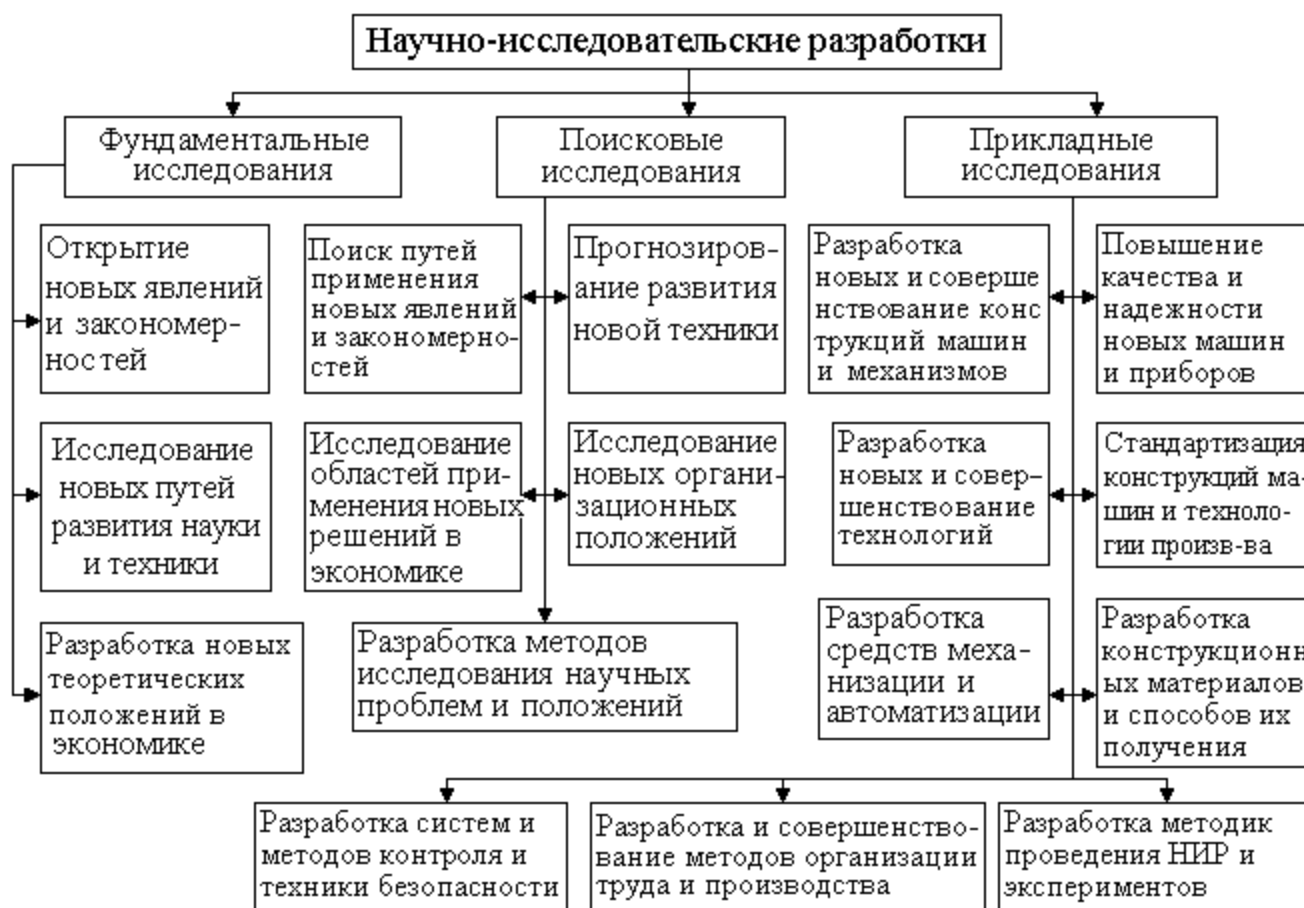 Научно-исследовательские разработки
Фундаментальные
исследования
Поисковые
исследования
Прикладные
исследования
Открытие
новых явлений
и закономер-
ностей
Поиск путей
применения
новых явлений
и закономерно-
стей
Прогнозиров-
ание развития
новой техники
Разработка
новых и соверше
нствование конс
трукций машин
и механизмов
Повышение
качества и
надежности
новых машин
и приборов
Исследование
новых путей
развития науки
и техники
Исследование
областей при-
менения новых
решений в
экономике
Исследование
новых органи-
зационных
положений
Разработка
новых и совер-
шенствование
технологий
Стандартизация
конструкций ма-
шин и техноло-
гии произв-ва
Разработка новых
теоретических
положений в
экономике
Разработка методов
исследования научных
проблем и положений
Разработка
средств меха-
низации и
автоматизации
Разработка
конструкционн
ых материалов
и способов их
получения
Разработка систем и
методов контроля и
техники безопасности
Разработка и совершенство-
вание методов организации
труда и производства
Разработка методик
проведения НИР и
экспериментов